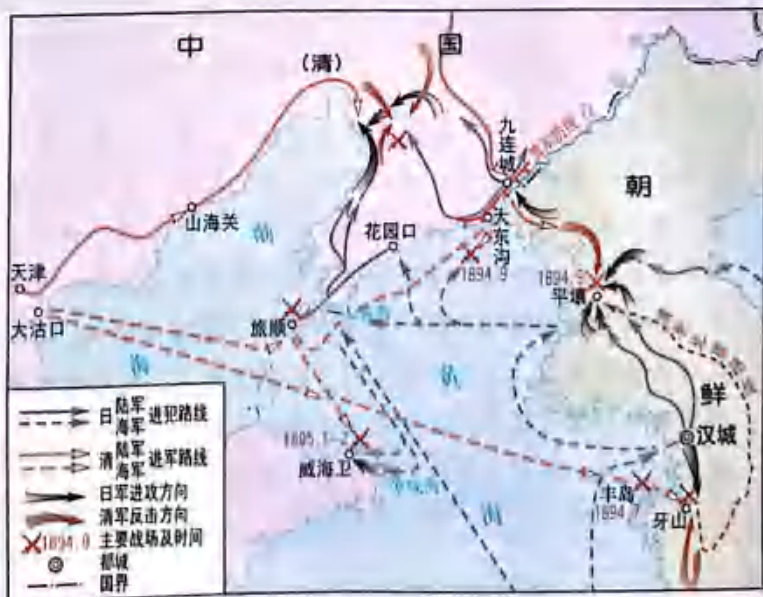 中 国
(清)
九连城
朝
鲜
山海关
花园口
大东沟
1894.9
天津
大沽口
旅顺
1894.9
平壤
汉城
1895.1-2
威海卫
丰岛
1894.7
牙山
日 陆军 海军 进犯路线
清 陆军 海军 进军路线
日军进攻方向
清军反击方向
1894.9 主要战场及时间
都城
国界